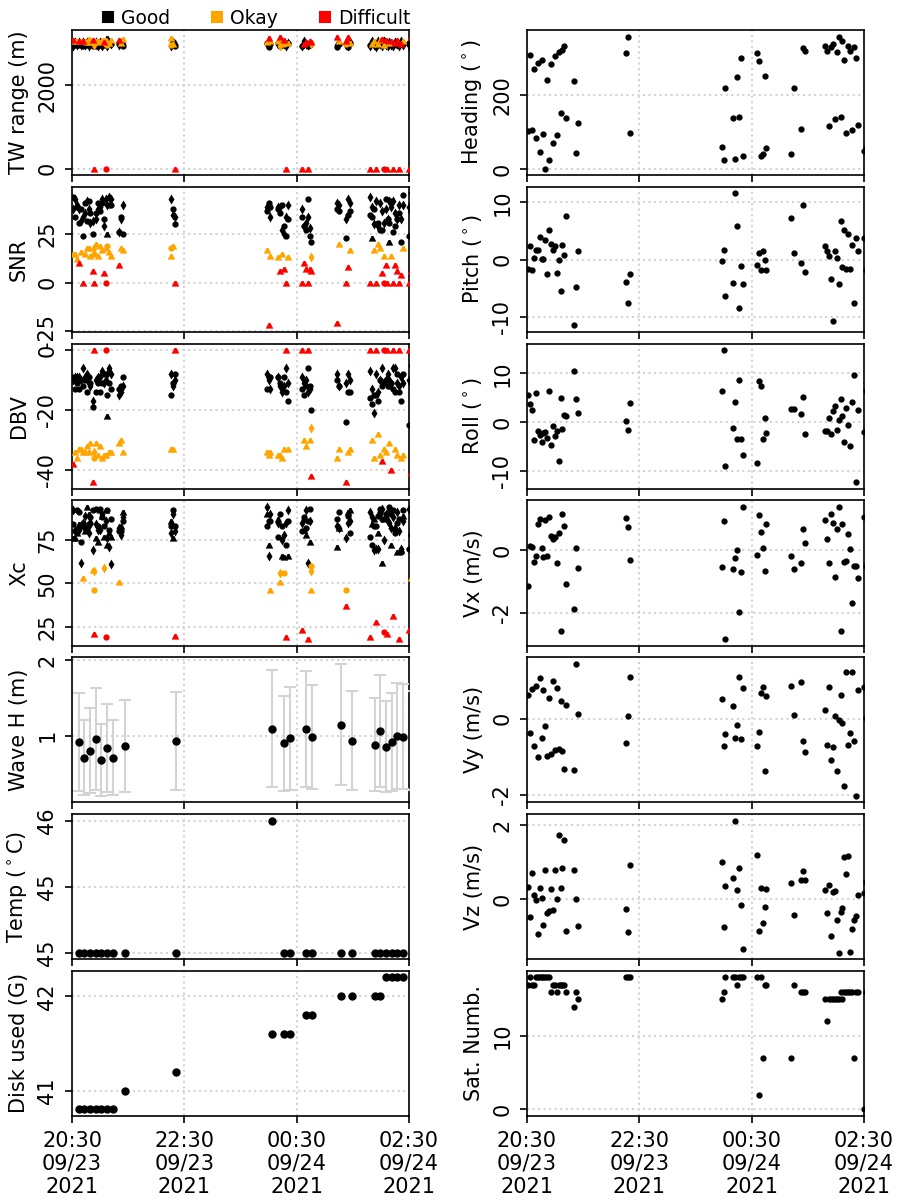 Good Okay Difficult
TW range (m)
2000
0
Heading (°)
200
0
SNR
25
0
-25
Pitch (°)
10
0
-10
DBV
0
-20
-40
Roll (°)
10
0
-10
Xc
75
50
25
Vx (m/s)
0
-2
Wave H (m)
2
1
Vy (m/s)
0
-2
Temp (°C)
46
45
45
Vz (m/s)
2
0
Disk used (G)
42
41
Sat. Numb.
10
0
20:30 22:30 00:30 02:30
09/23 09/23 09/24 09/24
2021 2021 2021 2021
20:30 22:30 00:30 02:30
09/23 09/23 09/24 09/24
2021 2021 2021 2021